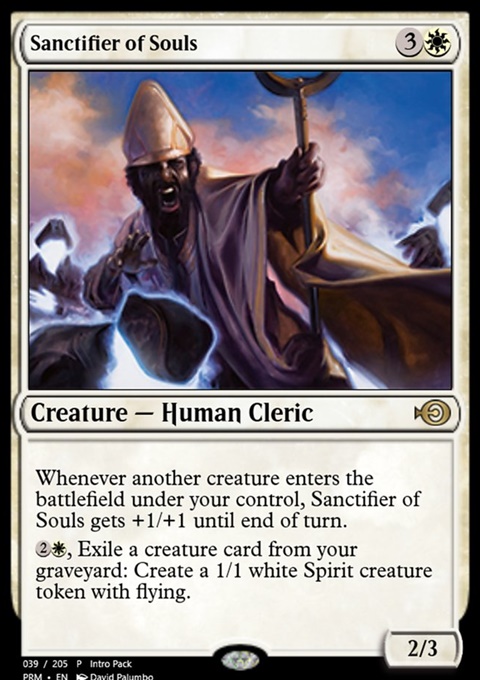 Sanctifier of Souls 3
Creature — Human Cleric
Whenever another creature enters the
battlefield under your control, Sanctifier of
Souls gets +1/+1 until end of turn.
2, Exile a creature card from your
graveyard: Create a 1/1 white Spirit creature
token with flying.
2/3
039 / 205 P Intro Pack
PRM • EN David Palumbo